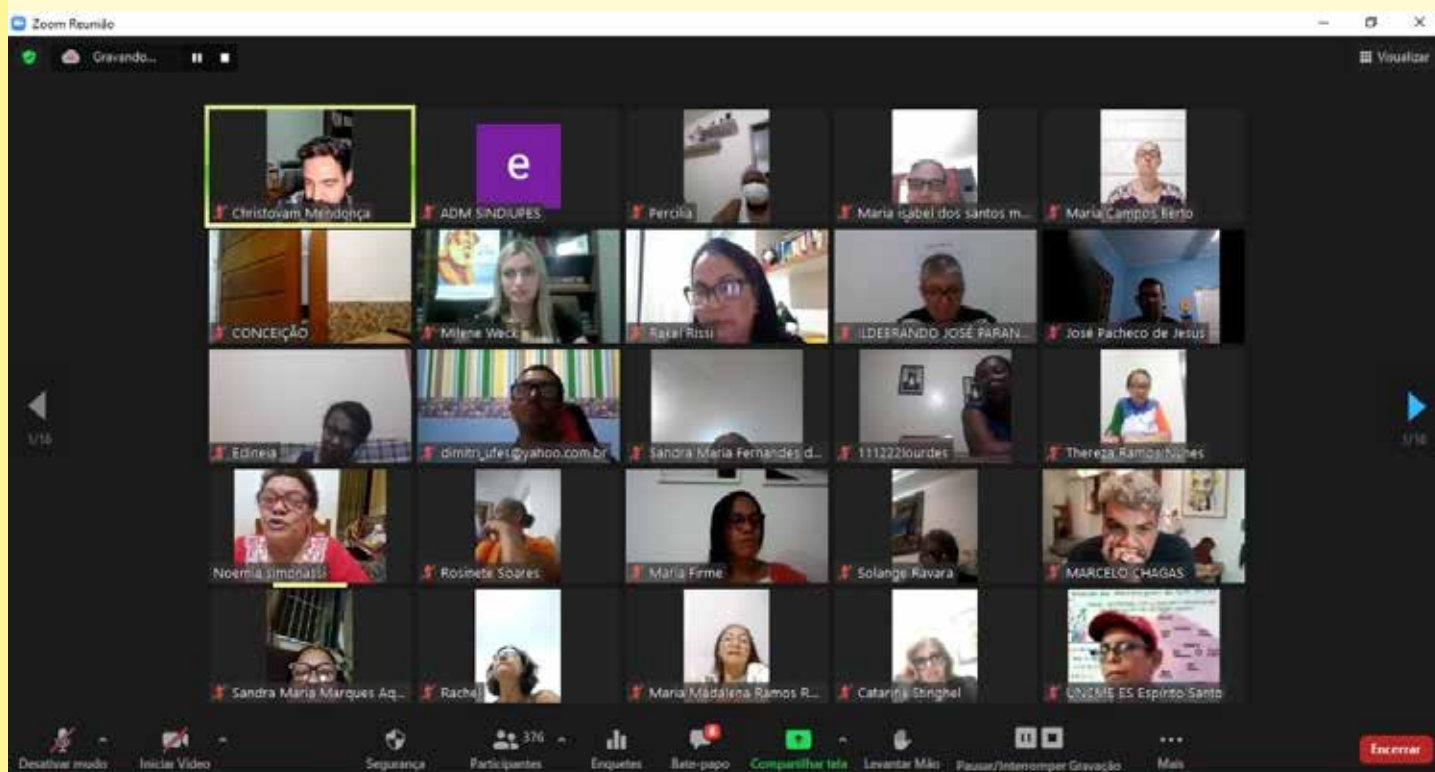 Zoom Reunião
Gravando...
Visualizar
Christovam Mendonça
e
ADM SINDIUPES
Percilia
Maria isabel dos santos m...
Maria Campos Berto
CONCEIÇÃO
Milene Weck
Rakel Rissi
ILDEBRANDO JOSÉ PARAN...
José Pacheco de Jesus
Edineia
dimitri_ufes@yahoo.com.br
Sandra Maria Fernandes d...
111222lourdes
Thereza Ramos Nunes
1/16
1/16
Noemia simonassi
Rosinete Soares
Maria Firme
Solange Ravara
MARCELO CHAGAS
Sandra Maria Marques Aq...
Rachel
Maria Madalena Ramos R...
Catarina Stinghel
UNCME ES Espírito Santo
Desativar mudo
Iniciar Vídeo
Segurança
376
Participantes
Enquetes
8
Bate-papo
Compartilhar tela
Levantar Mão
Pausar/Interromper Gravação
Mais
Encerrar